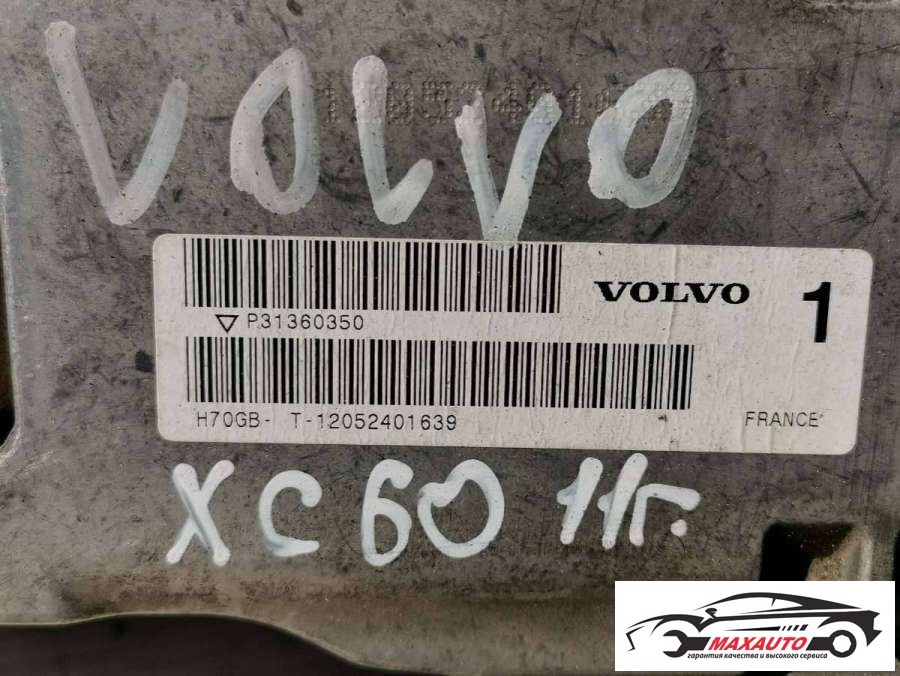 VOLVO
VOLVO 1
P31360350
H70GB- T-12052401639 FRANCE
XC60 11г.
MAXAUTO
гарантия качества и высокого сервиса